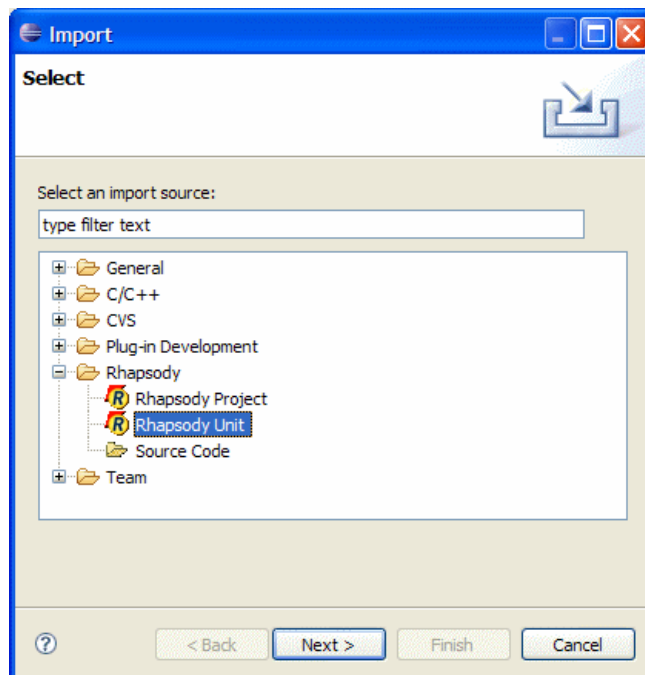 Import
Select
Select an import source:
type filter text
General
C/C++
CVS
Plug-in Development
Rhapsody
R Rhapsody Project
R Rhapsody Unit
Source Code
Team
? < Back Next > Finish Cancel